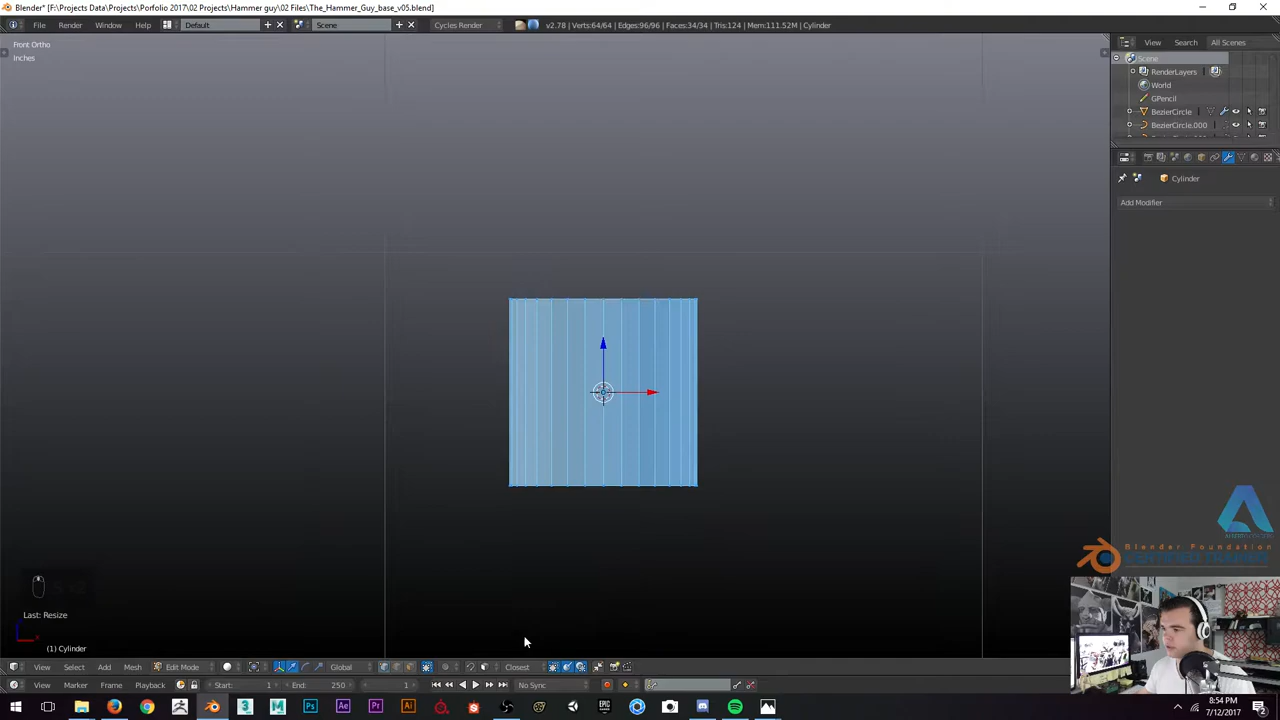 Blender* [F:\Projects Data\Projects\Porfolio 2017\02 Projects\Hammer guy\02 Files\The_Hammer_Guy_base_v05.blend]
File Render Window Help Default Scene Cycles Render v2.78 | Verts:64/64 | Edges:96/96 | Faces:34/34 | Tris:124 | Mem:111.52M | Cylinder
View Search All Scenes
Front Ortho
Inches
Scene
RenderLayers
World
GPencil
BezierCircle
BezierCircle.000
Cylinder
Add Modifier
Blender Foundation
CERTIFIED TRAINER
Last: Resize
(1) Cylinder
View Select Add Mesh Edit Mode Global Closest
View Marker Frame Playback Start: 1 End: 250 1 No Sync
8:54 PM
7/12/2017